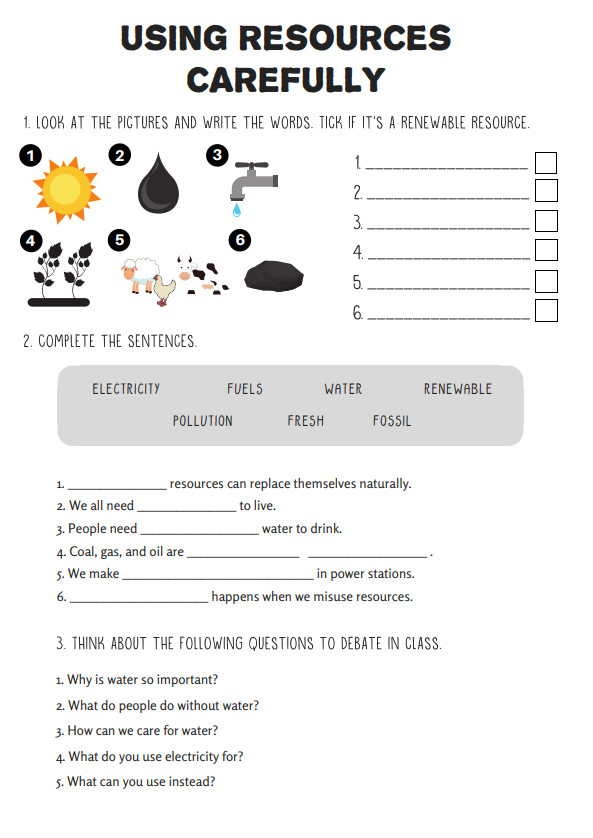 USING RESOURCES
CAREFULLY
1. LOOK AT THE PICTURES AND WRITE THE WORDS. TICK IF IT'S A RENEWABLE RESOURCE.
1 2 3
4 5 6
1. ____________________
2. ____________________
3. ____________________
4. ____________________
5. ____________________
6. ____________________
2. COMPLETE THE SENTENCES.
ELECTRICITY FUELS WATER RENEWABLE
POLLUTION FRESH FOSSIL
1. ______________ resources can replace themselves naturally.
2. We all need ______________ to live.
3. People need _________________ water to drink.
4. Coal, gas, and oil are ________________ _________________ .
5. We make ___________________________ in power stations.
6. ____________________ happens when we misuse resources.
3. THINK ABOUT THE FOLLOWING QUESTIONS TO DEBATE IN CLASS.
1. Why is water so important?
2. What do people do without water?
3. How can we care for water?
4. What do you use electricity for?
5. What can you use instead?